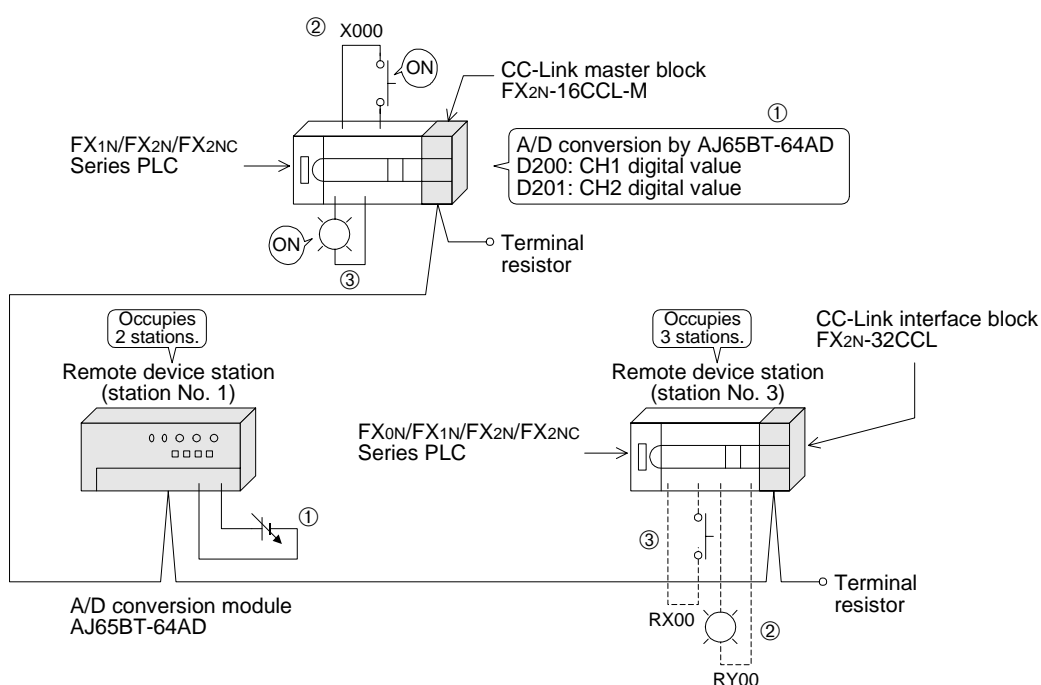 ② X000
ON
CC-Link master block
FX2N-16CCL-M
①
FX1N/FX2N/FX2NC
Series PLC
A/D conversion by AJ65BT-64AD
D200: CH1 digital value
D201: CH2 digital value
ON
③
Terminal
resistor
Occupies
2 stations.
Remote device station
(station No. 1)
Occupies
3 stations.
Remote device station
(station No. 3)
CC-Link interface block
FX2N-32CCL
FX0N/FX1N/FX2N/FX2NC
Series PLC
①
③
A/D conversion module
AJ65BT-64AD
RX00
②
RY00
Terminal
resistor